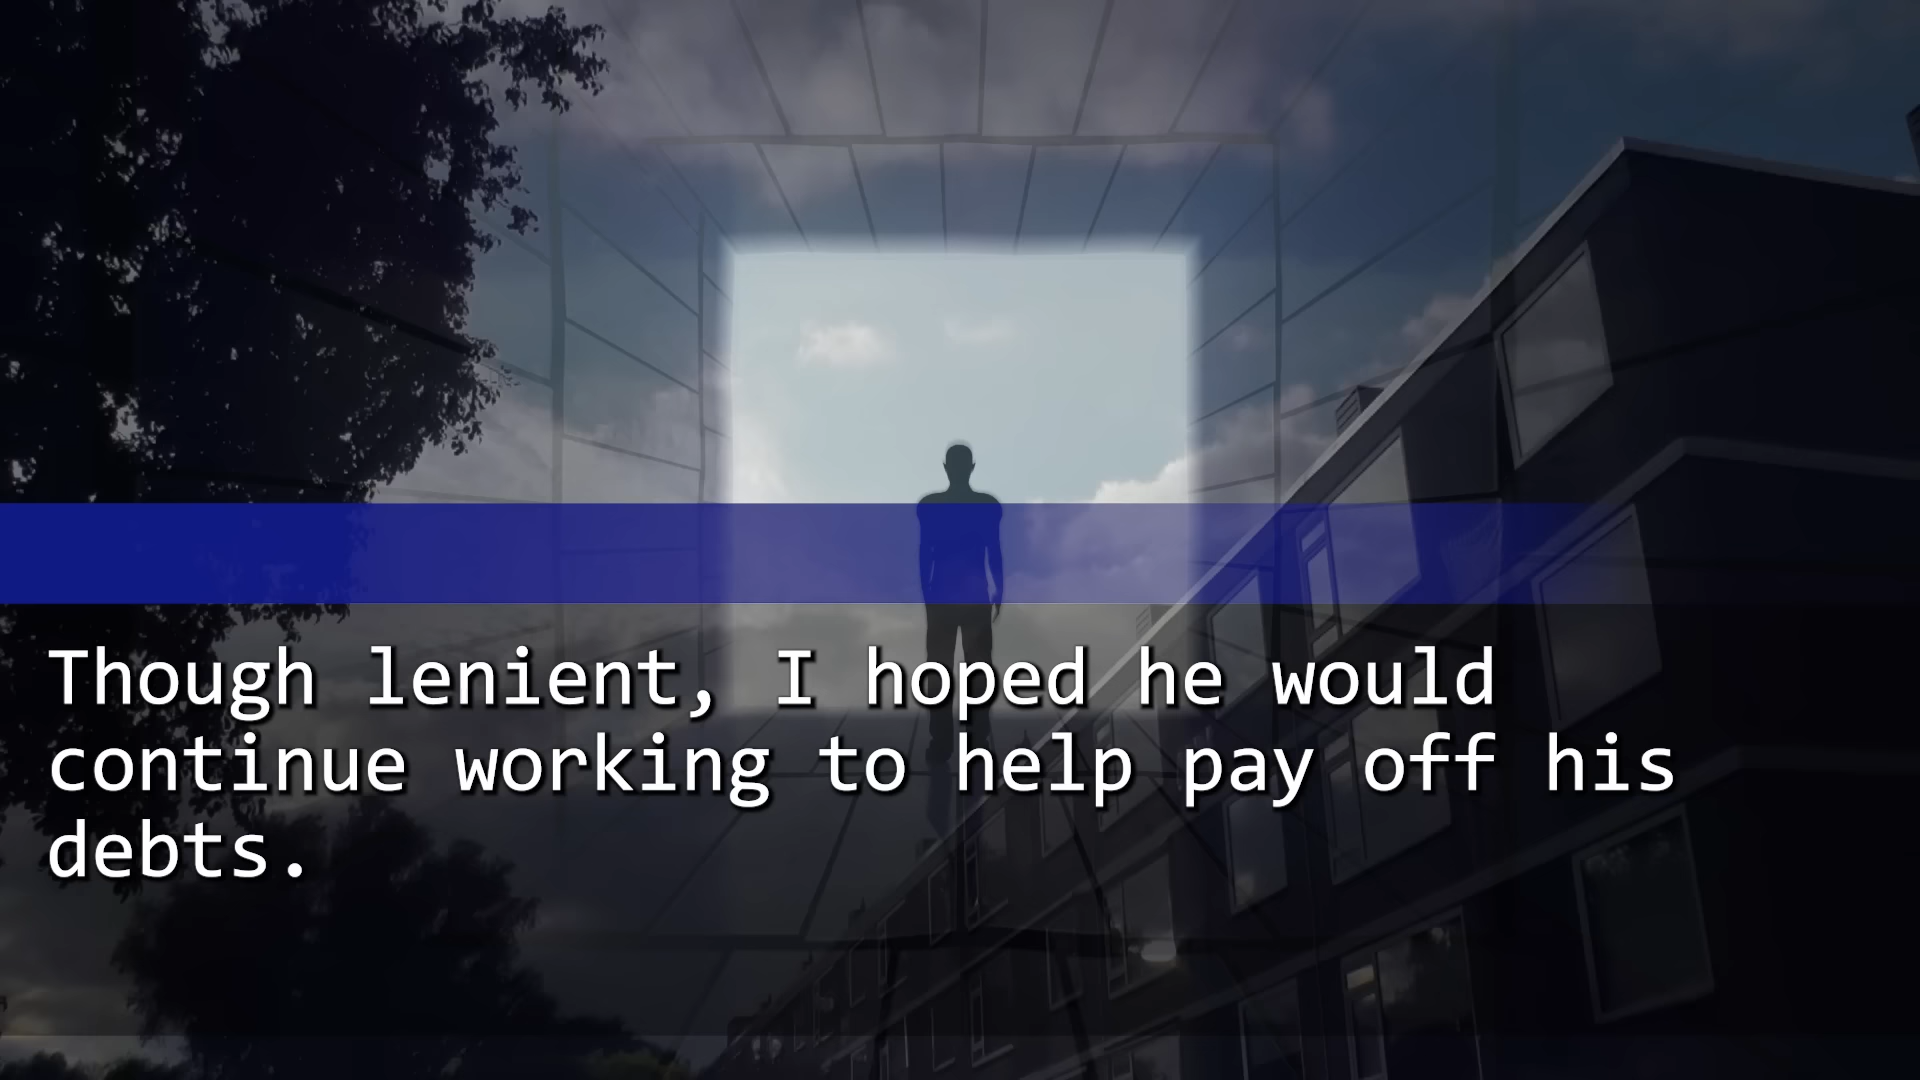 Though lenient, I hoped he would
continue working to help pay off his
debts.